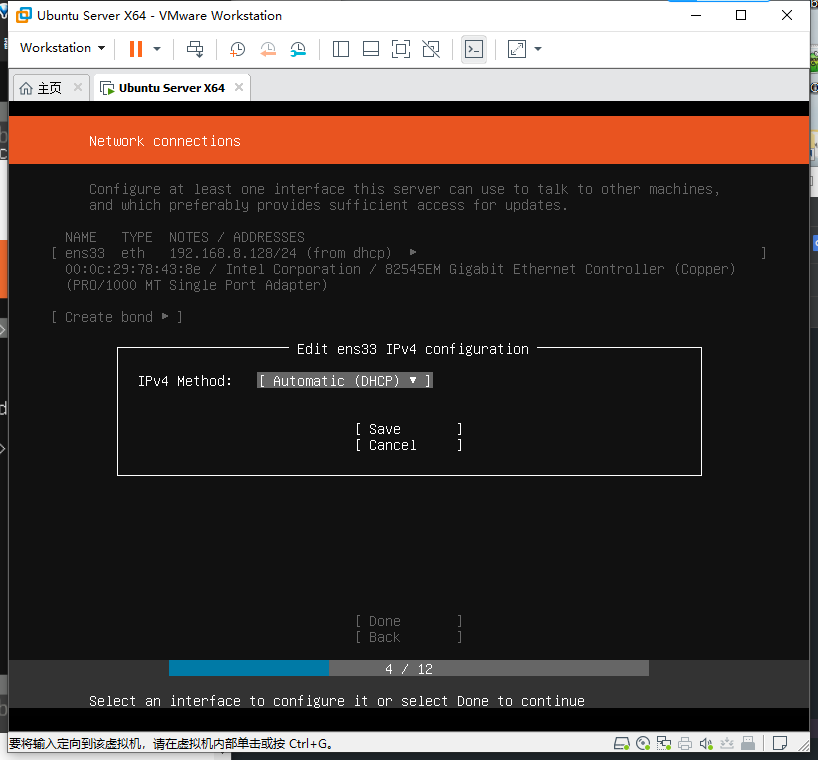 Ubuntu Server X64 - VMware Workstation
Workstation
主页
Ubuntu Server X64
Network connections
Configure at least one interface this server can use to talk to other machines,
and which preferably provides sufficient access for updates.
NAME TYPE NOTES / ADDRESSES
[ ens33 eth 192.168.8.128/24 (from dhcp) ▸ ]
00:0c:29:78:43:8e / Intel Corporation / 82545EM Gigabit Ethernet Controller (Copper)
(PRO/1000 MT Single Port Adapter)
[ Create bond ▸ ]
Edit ens33 IPv4 configuration
IPv4 Method: [ Automatic (DHCP) ▾ ]
[ Save ]
[ Cancel ]
[ Done ]
[ Back ]
4 / 12
Select an interface to configure it or select Done to continue
要将输入定向到该虚拟机，请在虚拟机内部单击或按 Ctrl+G。